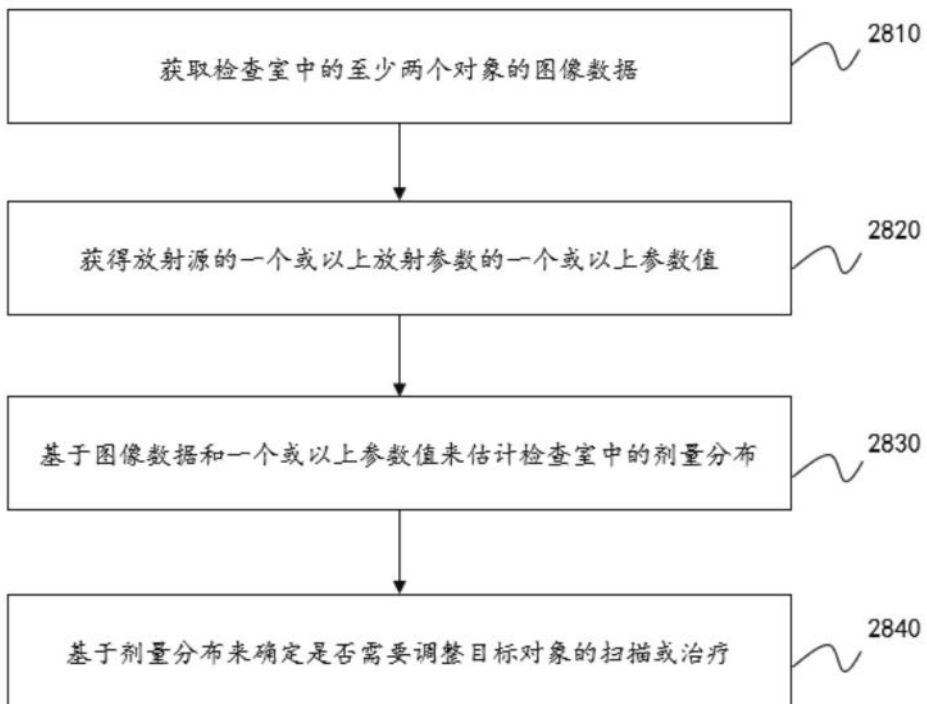 获取检查室中的至少两个对象的图像数据
2810
获得放射源的一个或以上放射参数的一个或以上参数值
2820
基于图像数据和一个或以上参数值来估计检查室中的剂量分布
2830
基于剂量分布来确定是否需要调整目标对象的扫描或治疗
2840